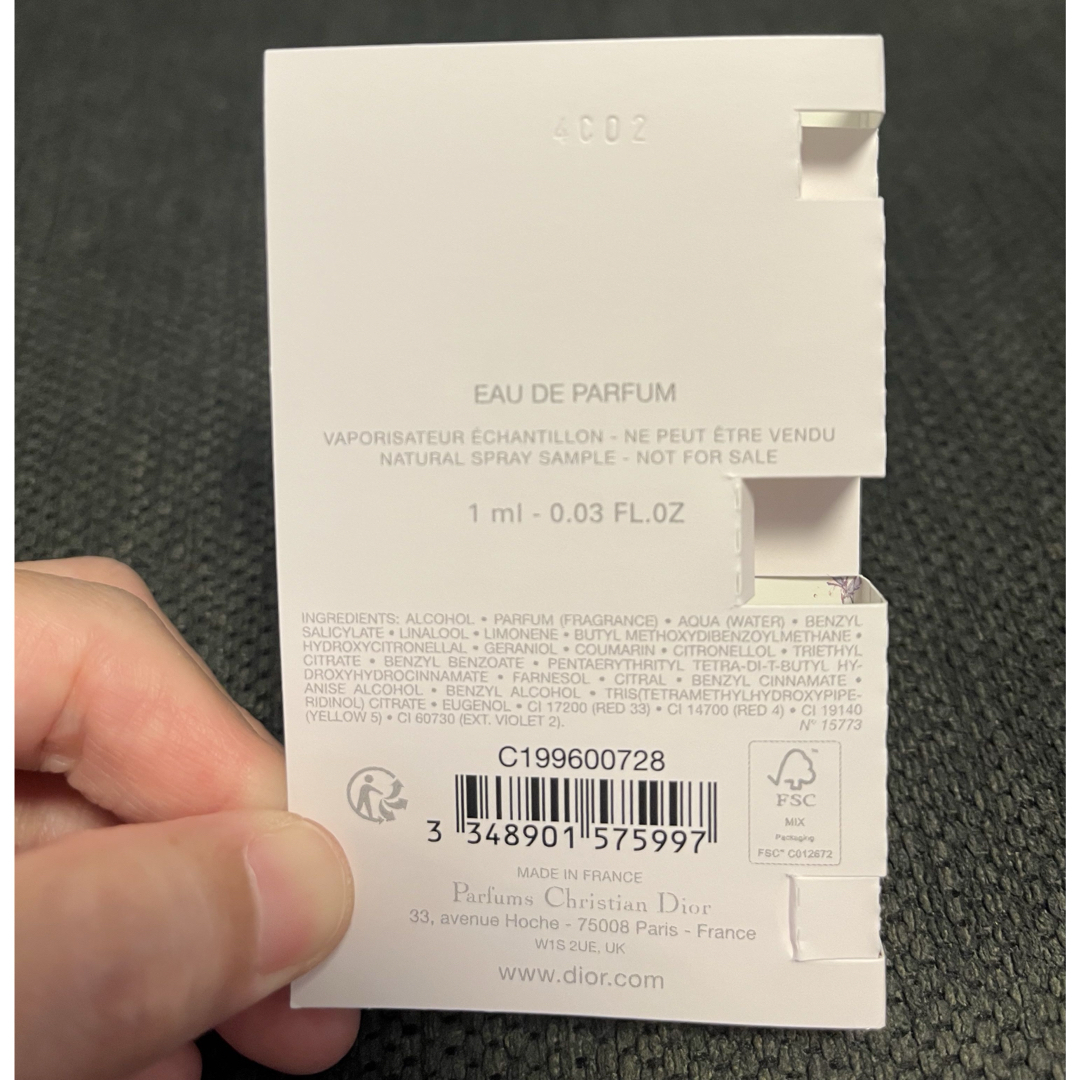 4C02
EAU DE PARFUM
VAPORISATEUR ÉCHANTILLON - NE PEUT ÊTRE VENDU
NATURAL SPRAY SAMPLE - NOT FOR SALE
1 ml - 0.03 FL.OZ
INGREDIENTS: ALCOHOL • PARFUM (FRAGRANCE) • AQUA (WATER) • BENZYL
SALICYLATE • LINALOOL • LIMONENE • BUTYL METHOXYDIBENZOYLMETHANE •
HYDROXYCITRONELLAL • GERANIOL • COUMARIN • CITRONELLOL • TRIETHYL
CITRATE • BENZYL BENZOATE • PENTAERYTHRITYL TETRA-DI-T-BUTYL HY-
DROXYHYDROCINNAMATE • FARNESOL • CITRAL • BENZYL CINNAMATE •
ANISE ALCOHOL • BENZYL ALCOHOL • TRIS(TETRAMETHYLHYDROXYPIPE-
RIDINOL) CITRATE • EUGENOL • CI 17200 (RED 33) • CI 14700 (RED 4) • CI 19140
(YELLOW 5) • CI 60730 (EXT. VIOLET 2).
N° 15773
C199600728
3 348901 575997
FSC™
MIX
Packaging
FSC™ C012672
MADE IN FRANCE
Parfums Christian Dior
33, avenue Hoche - 75008 Paris - France
W1S 2UE, UK
www.dior.com